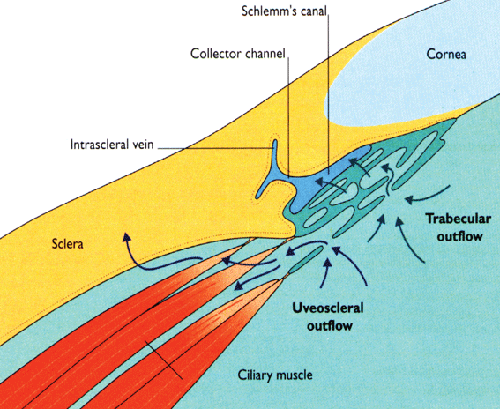 Schlemm's canal
Collector channel
Cornea
Intrascleral vein
Trabecular
outflow
Sclera
Uveoscleral
outflow
Ciliary muscle